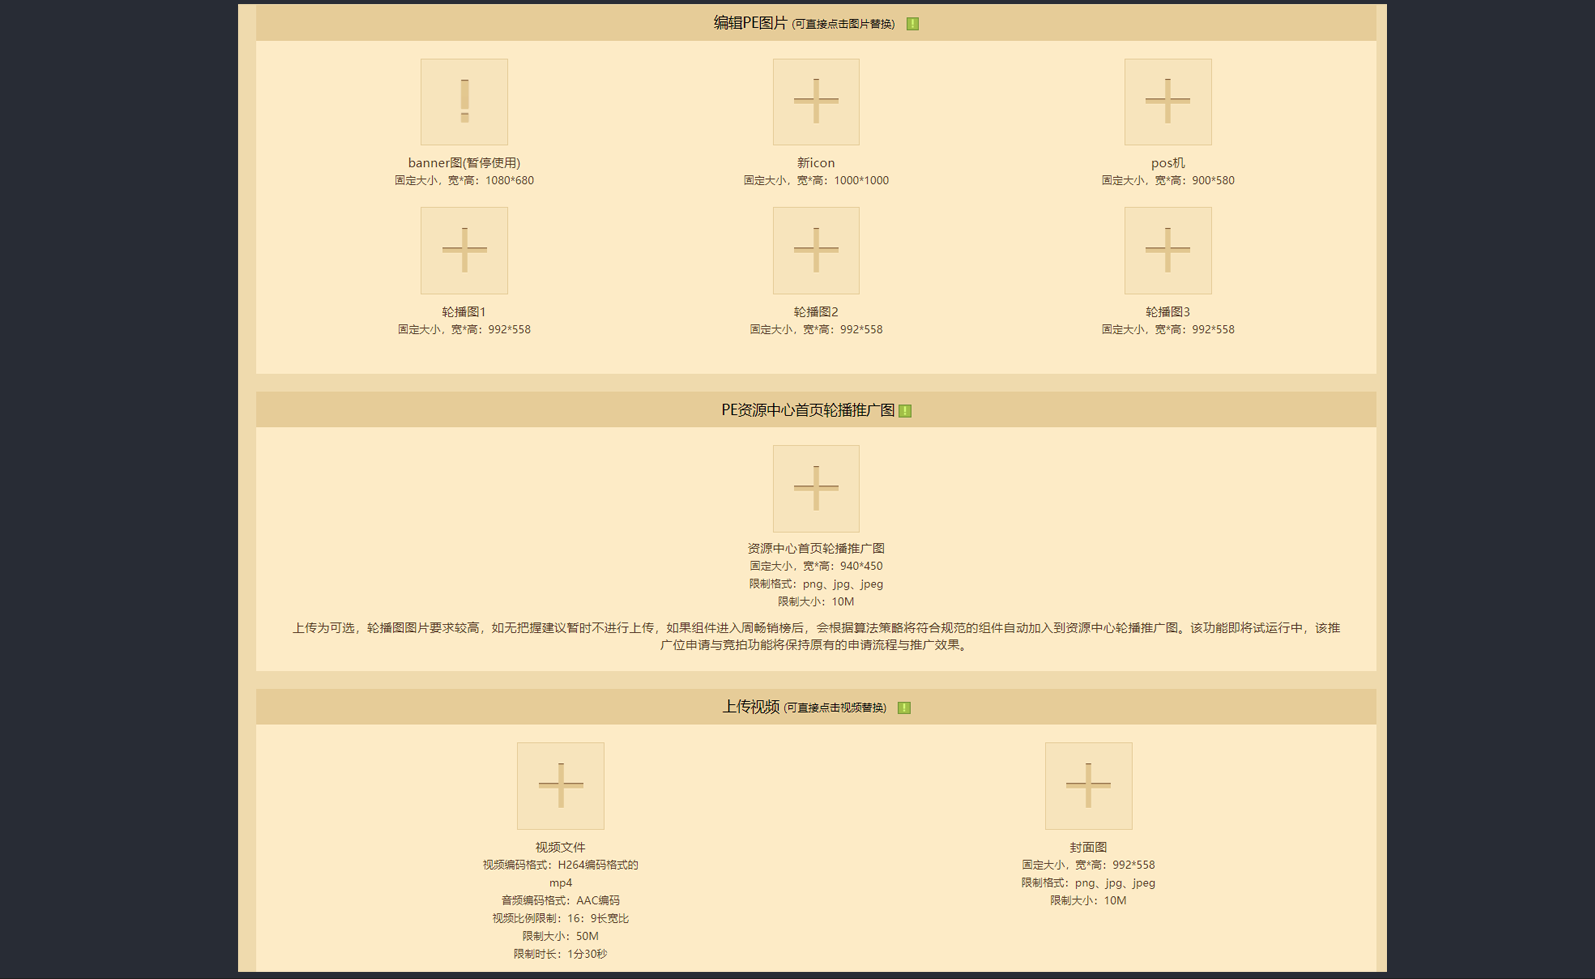 编辑PE图片 (可直接点击图片替换) !
banner图(暂停使用)
固定大小，宽*高：1080*680
新icon
固定大小，宽*高：1000*1000
pos机
固定大小，宽*高：900*580
轮播图1
固定大小，宽*高：992*558
轮播图2
固定大小，宽*高：992*558
轮播图3
固定大小，宽*高：992*558
PE资源中心首页轮播推广图 !
资源中心首页轮播推广图
固定大小，宽*高：940*450
限制格式：png、jpg、jpeg
限制大小：10M
上传为可选，轮播图图片要求较高，如无把握建议暂时不进行上传，如果组件进入周畅销榜后，会根据算法策略将符合规范的组件自动加入到资源中心轮播推广图。该功能即将试运行中，该推
广位申请与竞拍功能将保持原有的申请流程与推广效果。
上传视频 (可直接点击视频替换) !
视频文件
视频编码格式：H264编码格式的
mp4
音频编码格式：AAC编码
视频比例限制：16：9长宽比
限制大小：50M
限制时长：1分30秒
封面图
固定大小，宽*高：992*558
限制格式：png、jpg、jpeg
限制大小：10M